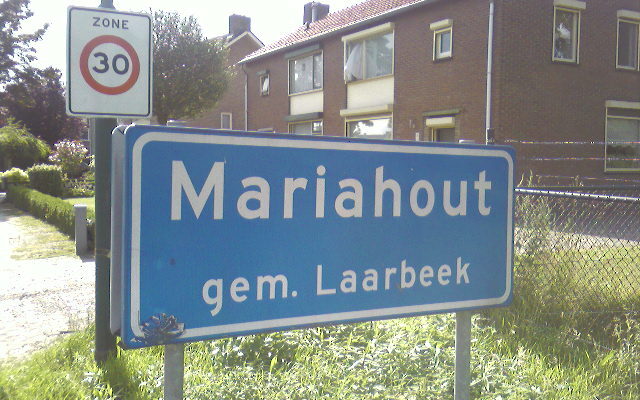 ZONE
30
Mariahout
gem. Laarbeek